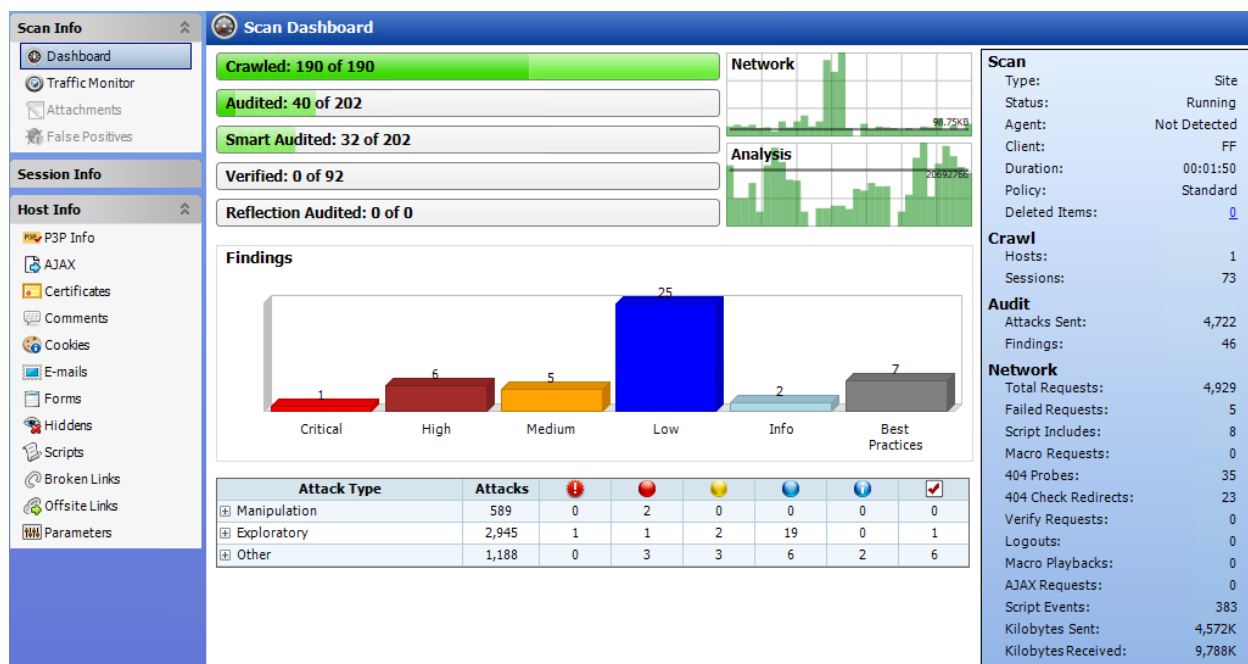 Scan Info
Dashboard
Traffic Monitor
Attachments
False Positives
Session Info
Host Info
P3P Info
AJAX
Certificates
Comments
Cookies
E-mails
Forms
Hiddens
Scripts
Broken Links
Offsite Links
Parameters
Scan Dashboard
Crawled: 190 of 190
Audited: 40 of 202
Smart Audited: 32 of 202
Verified: 0 of 92
Reflection Audited: 0 of 0
Network
98.75KB
Analysis
20692766
Findings
1 6 5 25 2 7
Critical High Medium Low Info Best
Practices
Attack Type Attacks
Manipulation 589 0 2 0 0 0 0
Exploratory 2,945 1 1 2 19 0 1
Other 1,188 0 3 3 6 2 6
Scan
Type: Site
Status: Running
Agent: Not Detected
Client: FF
Duration: 00:01:50
Policy: Standard
Deleted Items: 0
Crawl
Hosts: 1
Sessions: 73
Audit
Attacks Sent: 4,722
Findings: 46
Network
Total Requests: 4,929
Failed Requests: 5
Script Includes: 8
Macro Requests: 0
404 Probes: 35
404 Check Redirects: 23
Verify Requests: 0
Logouts: 0
Macro Playbacks: 0
AJAX Requests: 0
Script Events: 383
Kilobytes Sent: 4,572K
Kilobytes Received: 9,788K